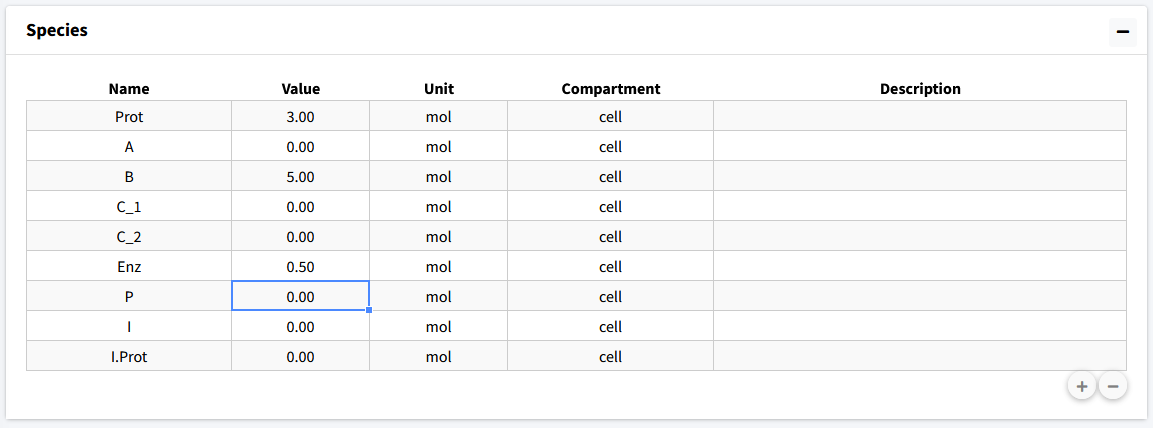 Species
Name Value Unit Compartment Description
Prot 3.00 mol cell
A 0.00 mol cell
B 5.00 mol cell
C_1 0.00 mol cell
C_2 0.00 mol cell
Enz 0.50 mol cell
P 0.00 mol cell
I 0.00 mol cell
I.Prot 0.00 mol cell